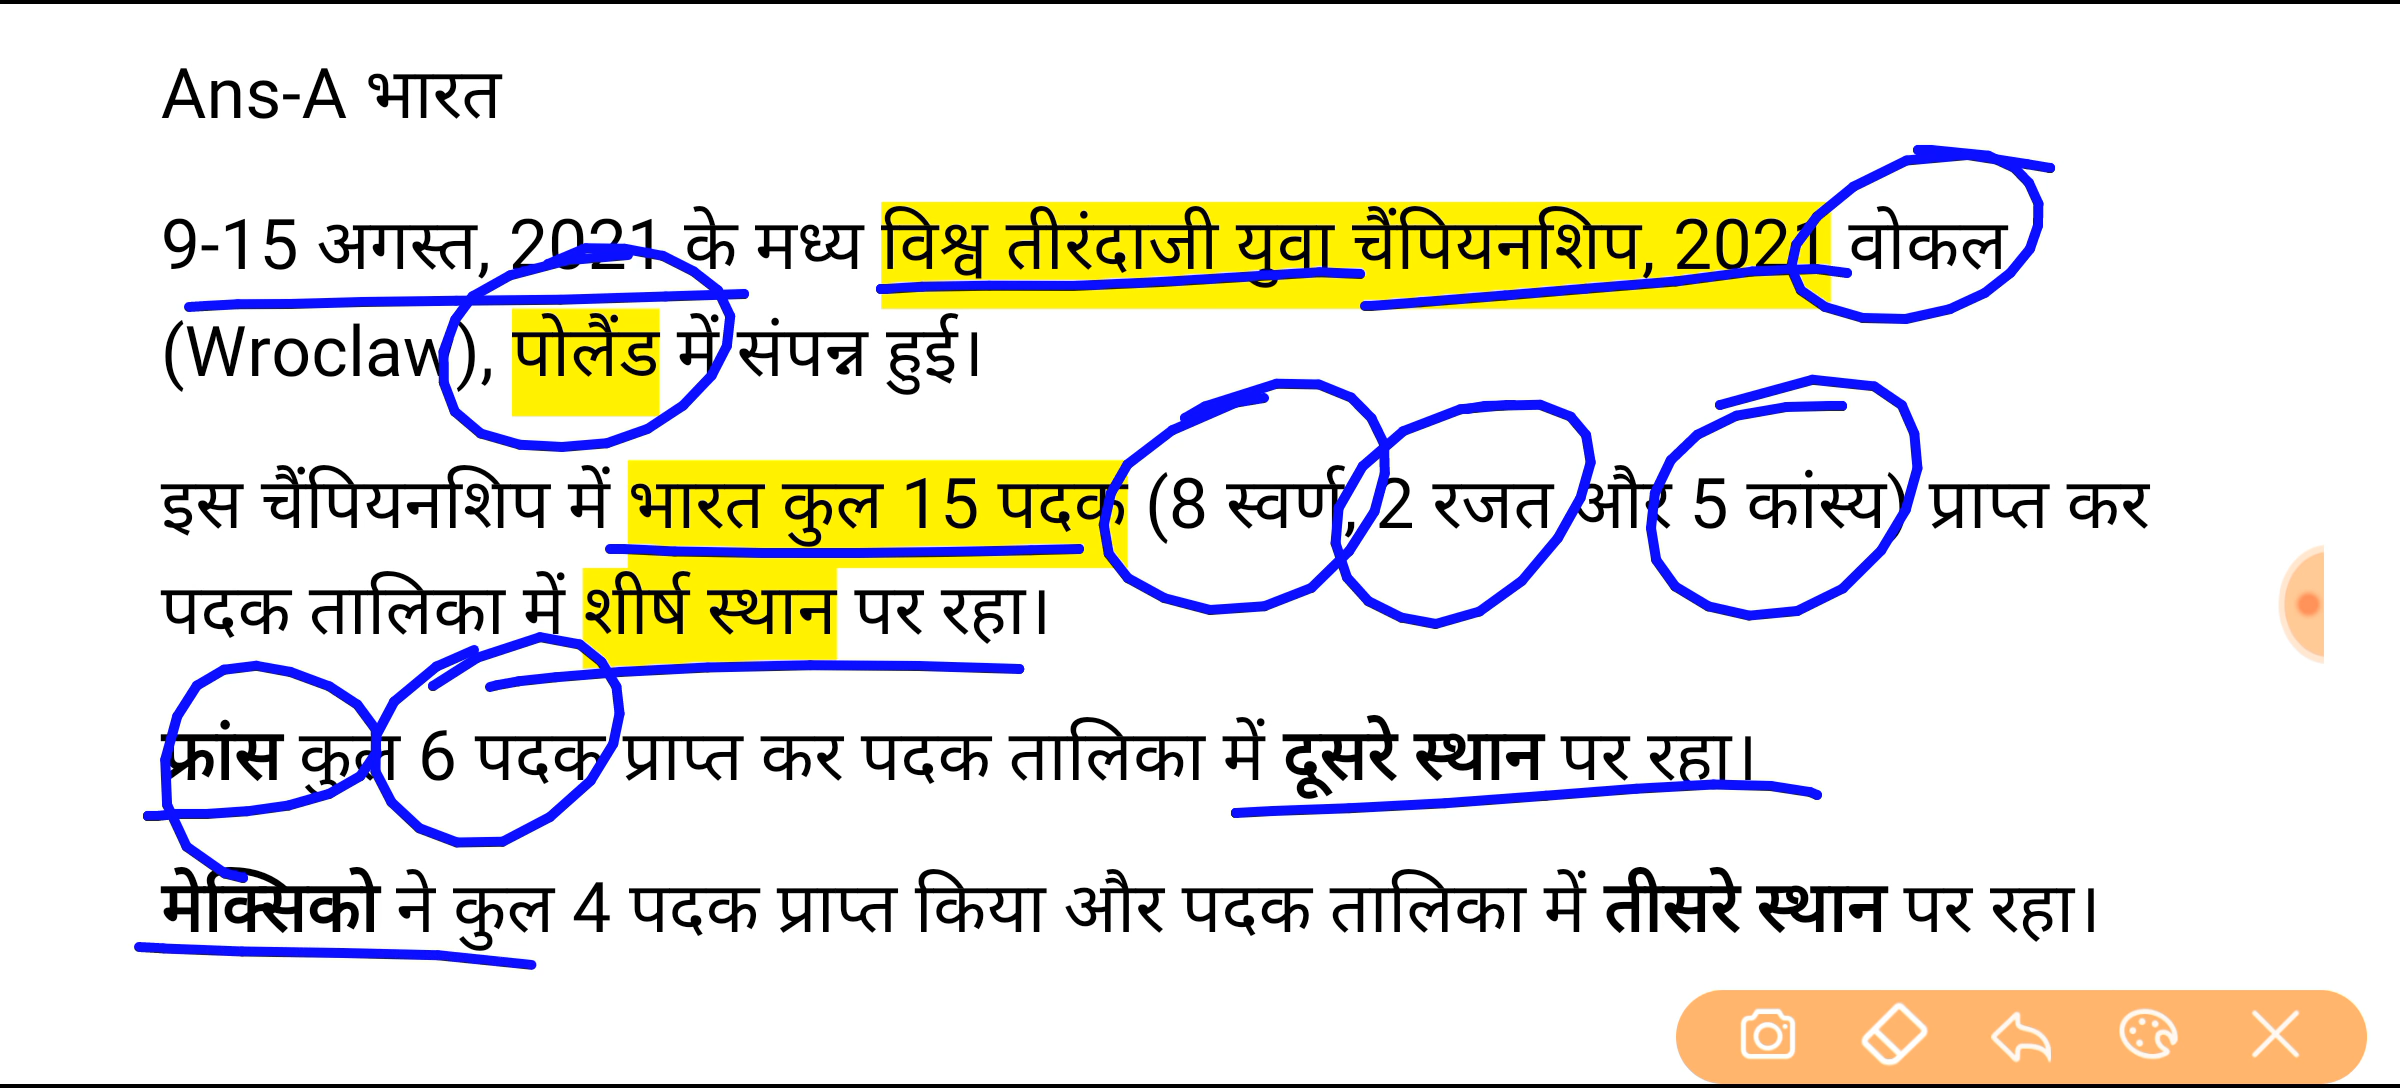 Ans-A भारत
9-15 अगस्त, 2021 के मध्य विश्व तीरंदाजी युवा चैंपियनशिप, 2021 वोकल
(Wroclaw), पोलैंड में संपन्न हुई।
इस चैंपियनशिप में भारत कुल 15 पदक (8 स्वर्ण, 2 रजत और 5 कांस्य) प्राप्त कर
पदक तालिका में शीर्ष स्थान पर रहा।
फ्रांस कुल 6 पदक प्राप्त कर पदक तालिका में दूसरे स्थान पर रहा।
मेक्सिको ने कुल 4 पदक प्राप्त किया और पदक तालिका में तीसरे स्थान पर रहा।